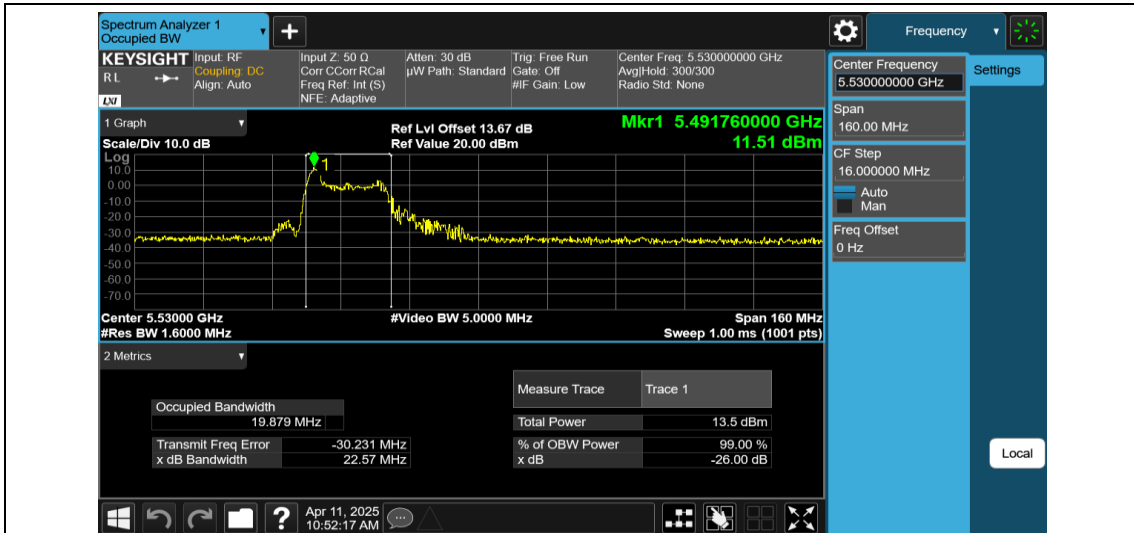 Spectrum Analyzer 1
Occupied BW
Frequency
KEYSIGHT
R L
LXI
Input: RF
Coupling: DC
Align: Auto
Input Z: 50 Ω
Corr CCorr RCal
Freq Ref: Int (S)
NFE: Adaptive
Atten: 30 dB
µW Path: Standard
Trig: Free Run
Gate: Off
#IF Gain: Low
Center Freq: 5.530000000 GHz
Avg|Hold: 300/300
Radio Std: None
Center Frequency
5.530000000 GHz
Settings
Span
160.00 MHz
CF Step
16.000000 MHz
Auto
Man
Freq Offset
0 Hz
1 Graph
Scale/Div 10.0 dB
Ref Lvl Offset 13.67 dB
Ref Value 20.00 dBm
Mkr1 5.491760000 GHz
11.51 dBm
Log
10.0
0.00
-10.0
-20.0
-30.0
-40.0
-50.0
-60.0
-70.0
1
Center 5.53000 GHz
#Res BW 1.6000 MHz
#Video BW 5.0000 MHz
Span 160 MHz
Sweep 1.00 ms (1001 pts)
2 Metrics
Measure Trace Trace 1
Occupied Bandwidth
19.879 MHz
Total Power 13.5 dBm
Transmit Freq Error -30.231 MHz
% of OBW Power 99.00 %
x dB Bandwidth 22.57 MHz
x dB -26.00 dB
Local
?
Apr 11, 2025
10:52:17 AM